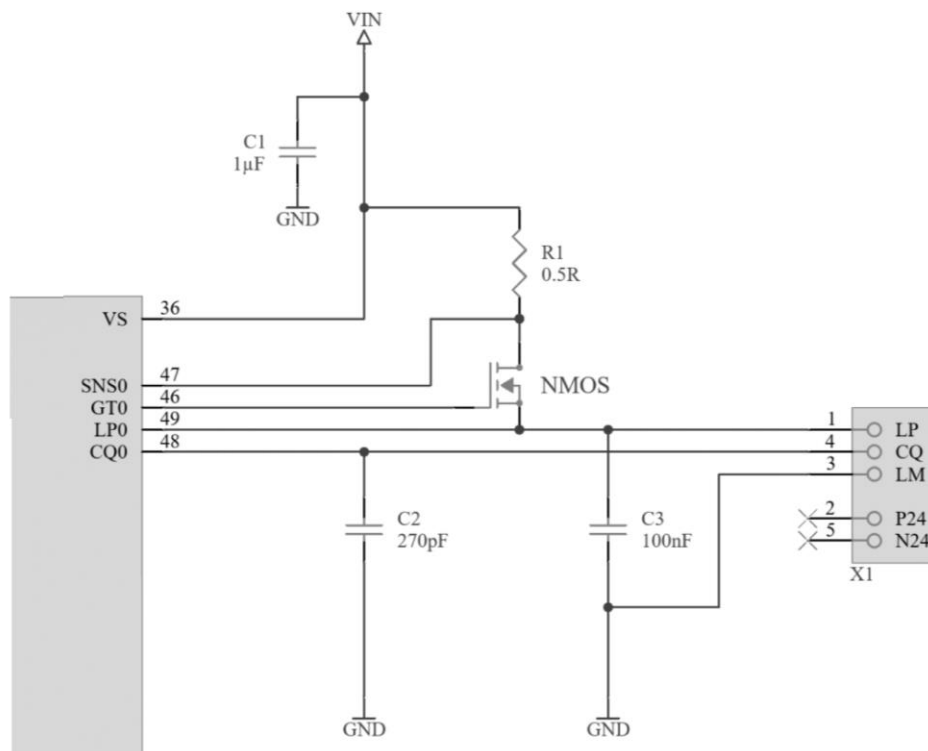 VIN
C1
1µF
GND
R1
0.5R
VS
36
SNS0
47
NMOS
GT0
46
LP0
49
CQ0
48
1
LP
4
CQ
3
LM
2
P24
5
N24
X1
C2
270pF
C3
100nF
GND
GND